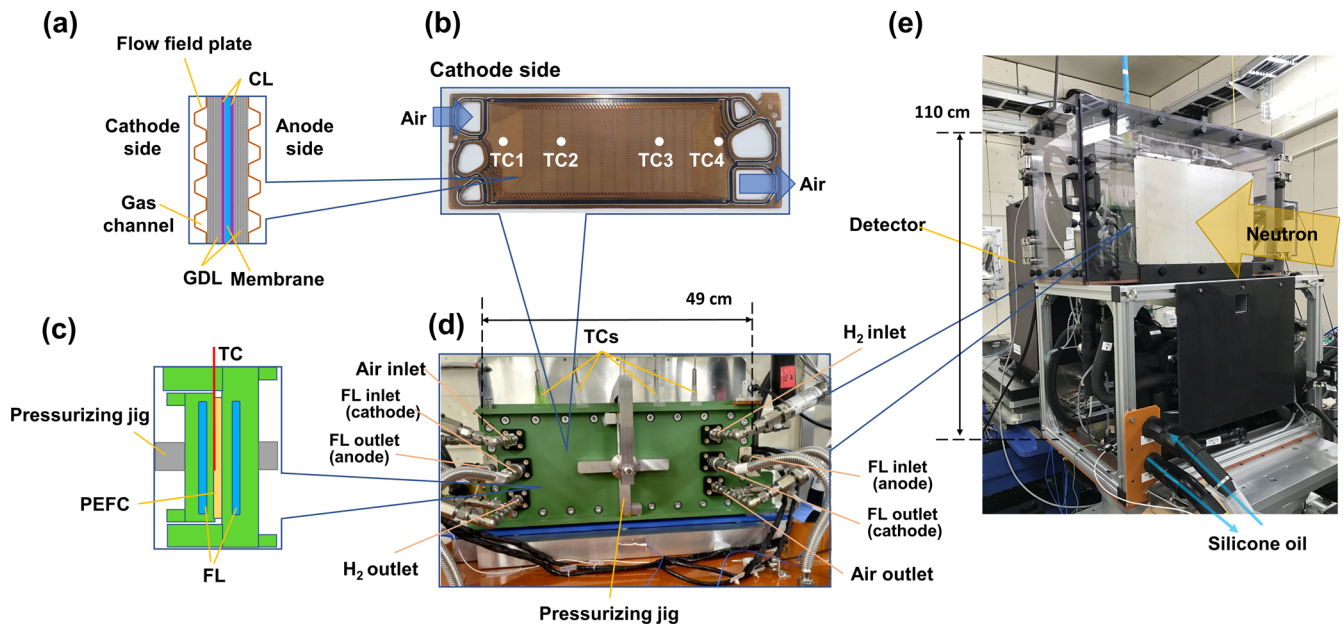 (a)
Flow field plate
CL
Cathode
side
Anode
side
Gas
channel
GDL
Membrane
(b)
Cathode side
Air
TC1
TC2
TC3
TC4
Air
(c)
TC
Pressurizing jig
PEFC
FL
(d)
49 cm
TCs
Air inlet
FL inlet
(cathode)
FL outlet
(anode)
H₂ outlet
H₂ inlet
FL inlet
(anode)
FL outlet
(cathode)
Air outlet
Pressurizing jig
(e)
110 cm
Detector
Neutron
Silicone oil